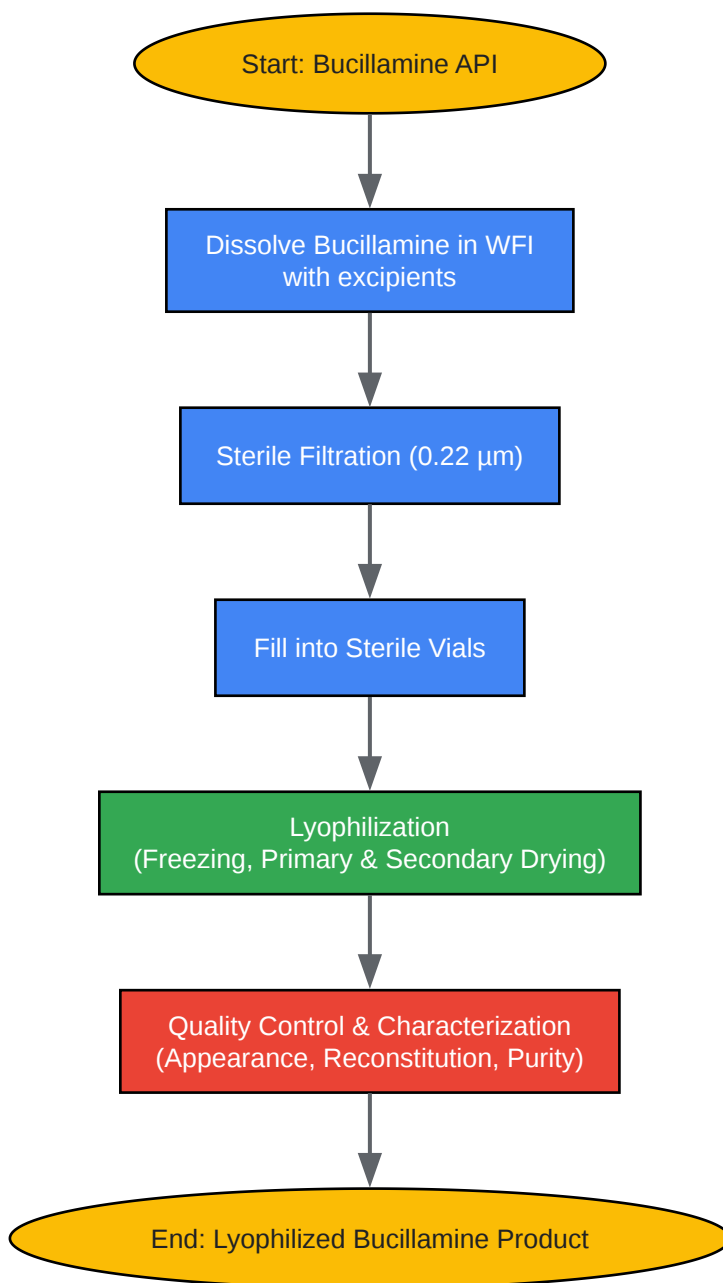 Start: Bucillamine API
Dissolve Bucillamine in WFI
with excipients
Sterile Filtration (0.22 µm)
Fill into Sterile Vials
Lyophilization
(Freezing, Primary & Secondary Drying)
Quality Control & Characterization
(Appearance, Reconstitution, Purity)
End: Lyophilized Bucillamine Product